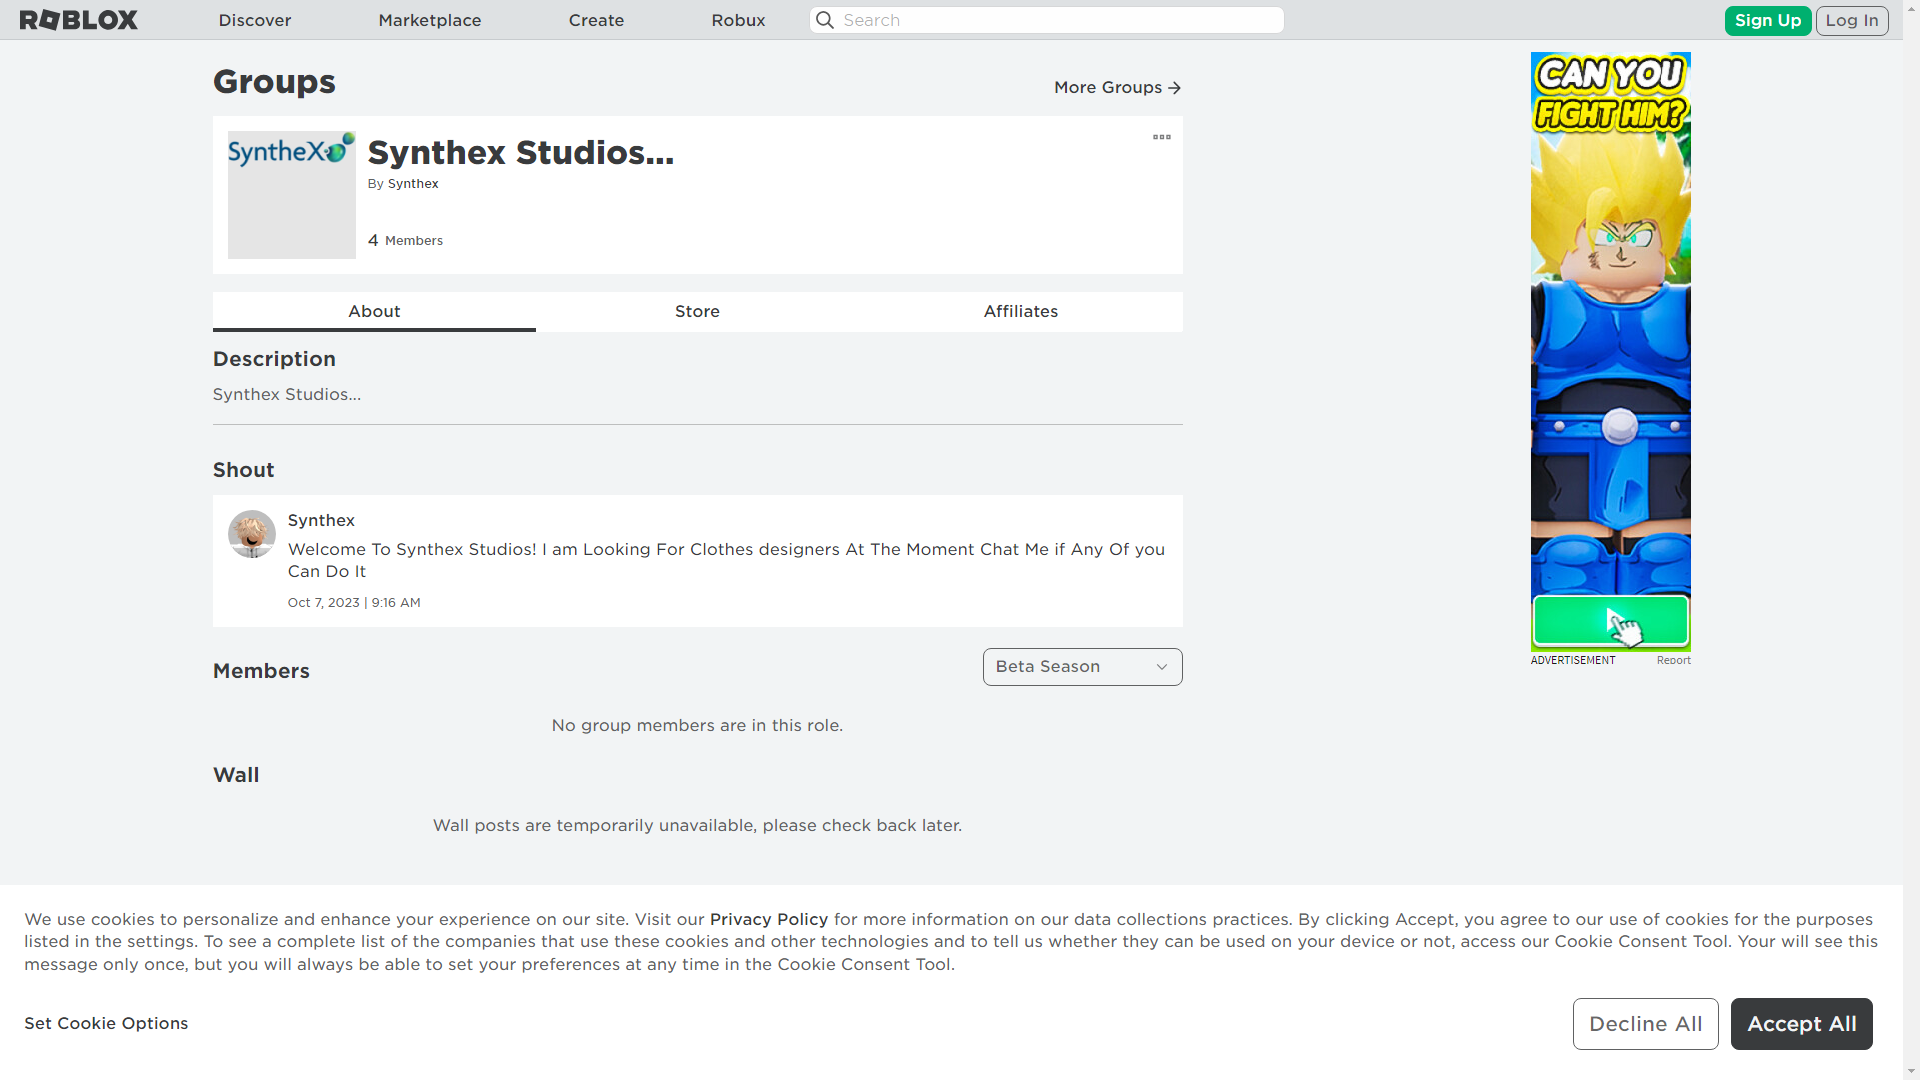 ROBLOX
Discover
Marketplace
Create
Robux
Search
Sign Up
Log In
Groups
More Groups
SyntheX
Synthex Studios...
By Synthex
4 Members
About
Store
Affiliates
Description
Synthex Studios...
Shout
Synthex
Welcome To Synthex Studios! I am Looking For Clothes designers At The Moment Chat Me if Any Of you
Can Do It
Oct 7, 2023 | 9:16 AM
Members
Beta Season
No group members are in this role.
Wall
Wall posts are temporarily unavailable, please check back later.
CAN YOU
FIGHT HIM?
ADVERTISEMENT
Report
We use cookies to personalize and enhance your experience on our site. Visit our Privacy Policy for more information on our data collections practices. By clicking Accept, you agree to our use of cookies for the purposes
listed in the settings. To see a complete list of the companies that use these cookies and other technologies and to tell us whether they can be used on your device or not, access our Cookie Consent Tool. Your will see this
message only once, but you will always be able to set your preferences at any time in the Cookie Consent Tool.
Set Cookie Options
Decline All
Accept All